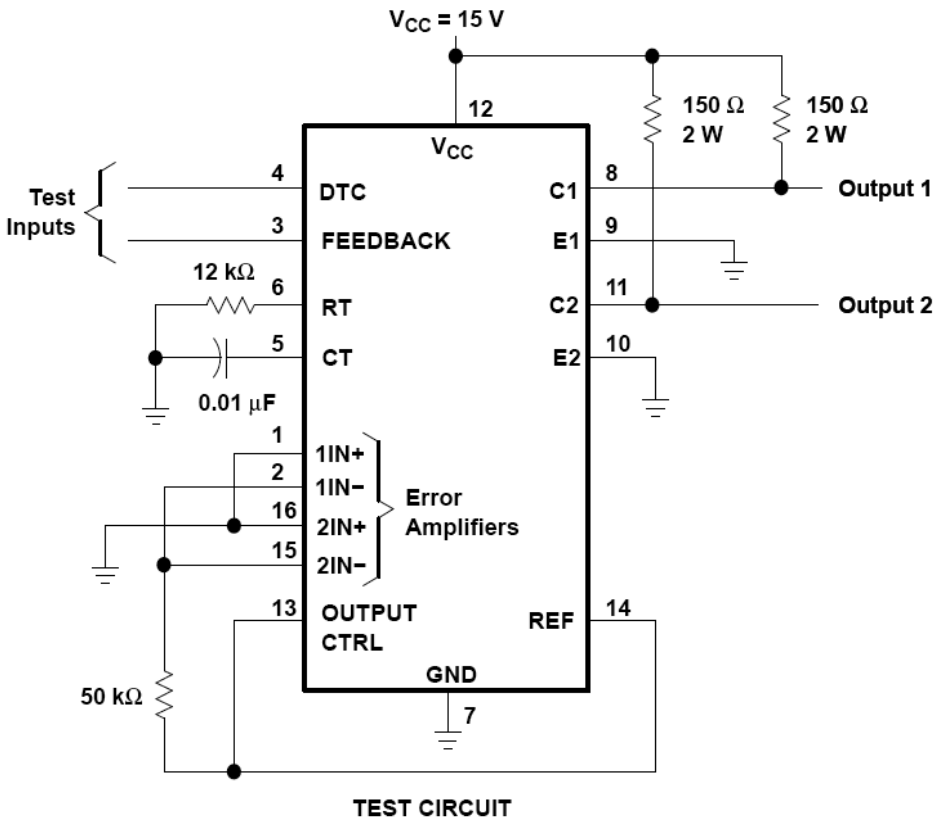 VCC = 15 V
12
VCC
150 Ω
2 W
150 Ω
2 W
Test
Inputs
4
DTC
3
FEEDBACK
12 kΩ
6
RT
5
CT
0.01 μF
1
1IN+
2
1IN−
16
2IN+
15
2IN−
Error
Amplifiers
13
OUTPUT
CTRL
50 kΩ
C1
8
Output 1
E1
9
C2
11
Output 2
E2
10
REF
14
GND
7
TEST CIRCUIT